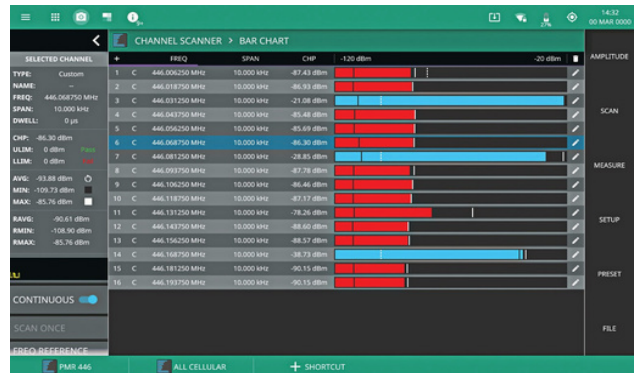 9+
27%
14:32
00 MAR 0000
CHANNEL SCANNER > BAR CHART
SELECTED CHANNEL
TYPE: Custom
NAME: --
FREQ: 446.068750 MHz
SPAN: 10.000 kHz
DWELL: 0 µs
CHP: -86.30 dBm
ULIM: 0 dBm Pass
LLIM: 0 dBm
AVG: -93.88 dBm
MIN: -109.73 dBm
MAX: -85.76 dBm
RAVG: -90.61 dBm
RMIN: -108.90 dBm
RMAX: -85.76 dBm
CONTINUOUS
SCAN ONCE
FREQ REFERENCE
+ FREQ SPAN CHP -120 dBm -20 dBm
1 C 446.006250 MHz 10.000 kHz -87.43 dBm
2 C 446.018750 MHz 10.000 kHz -86.93 dBm
3 C 446.031250 MHz 10.000 kHz -21.08 dBm
4 C 446.043750 MHz 10.000 kHz -85.48 dBm
5 C 446.056250 MHz 10.000 kHz -85.69 dBm
6 C 446.068750 MHz 10.000 kHz -86.30 dBm
7 C 446.081250 MHz 10.000 kHz -28.85 dBm
8 C 446.093750 MHz 10.000 kHz -87.78 dBm
9 C 446.106250 MHz 10.000 kHz -86.46 dBm
10 C 446.118750 MHz 10.000 kHz -87.17 dBm
11 C 446.131250 MHz 10.000 kHz -78.26 dBm
12 C 446.143750 MHz 10.000 kHz -88.60 dBm
13 C 446.156250 MHz 10.000 kHz -88.57 dBm
14 C 446.168750 MHz 10.000 kHz -38.73 dBm
15 C 446.181250 MHz 10.000 kHz -90.15 dBm
16 C 446.193750 MHz 10.000 kHz -90.15 dBm
AMPLITUDE
SCAN
MEASURE
SETUP
PRESET
FILE
PMR 446
ALL CELLULAR
+ SHORTCUT